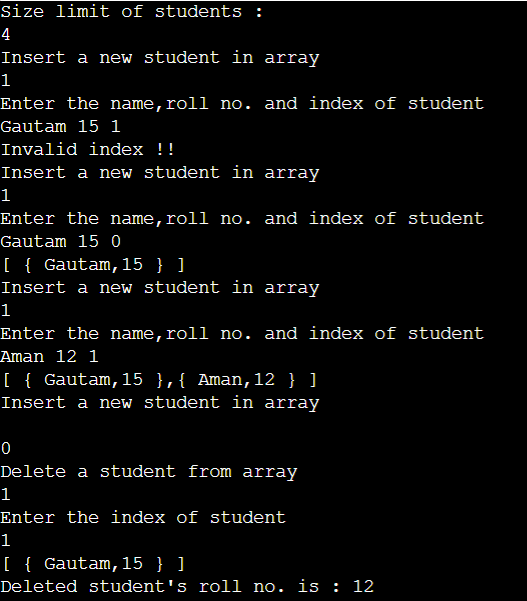 Size limit of students :
4
Insert a new student in array
1
Enter the name,roll no. and index of student
Gautam 15 1
Invalid index !!
Insert a new student in array
1
Enter the name,roll no. and index of student
Gautam 15 0
[ { Gautam,15 } ]
Insert a new student in array
1
Enter the name,roll no. and index of student
Aman 12 1
[ { Gautam,15 },{ Aman,12 } ]
Insert a new student in array
0
Delete a student from array
1
Enter the index of student
1
[ { Gautam,15 } ]
Deleted student's roll no. is : 12